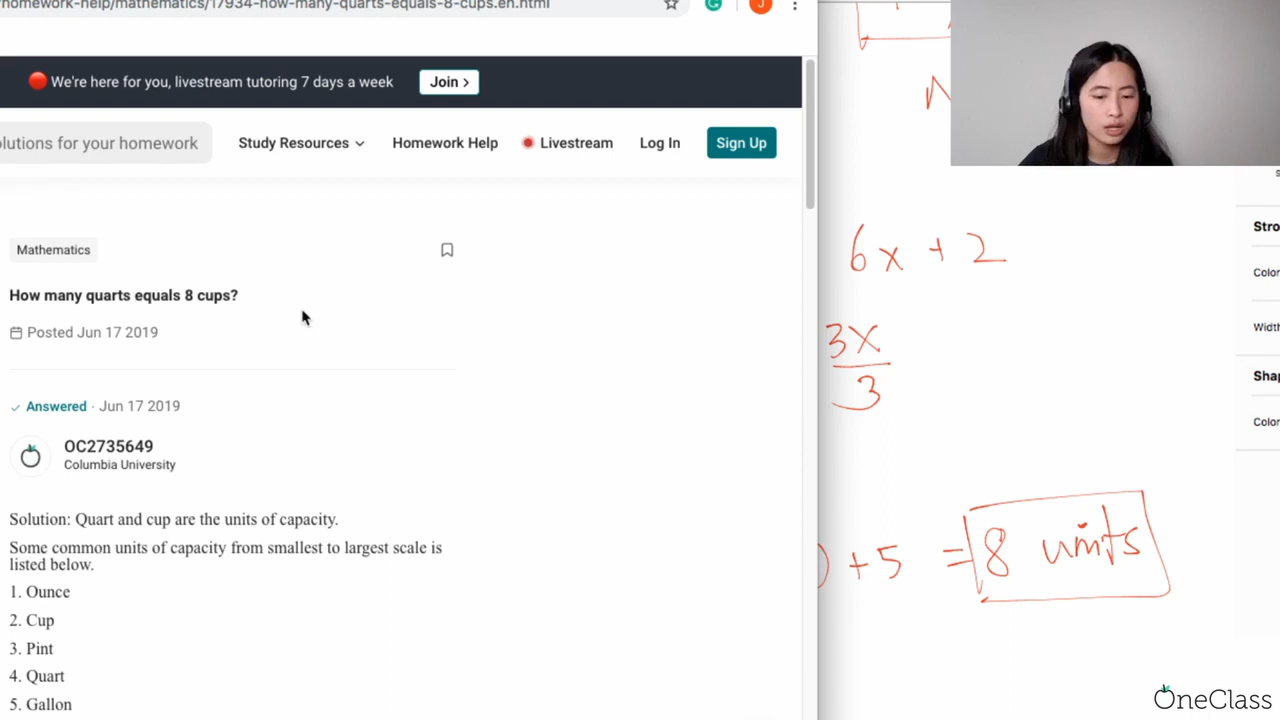 /homework-help/mathematics/17934-how-many-quarts-equals-8-cups.en.html
J
We're here for you, livestream tutoring 7 days a week
Join >
olutions for your homework
Study Resources
Homework Help
Livestream
Log In
Sign Up
Mathematics
How many quarts equals 8 cups?
Posted Jun 17 2019
Answered · Jun 17 2019
OC2735649
Columbia University
Solution: Quart and cup are the units of capacity.
Some common units of capacity from smallest to largest scale is
listed below.
1. Ounce
2. Cup
3. Pint
4. Quart
5. Gallon
6x + 2
3x
3
) + 5 = 8 units
Stro
Color
Width
Shap
Color
OneClass